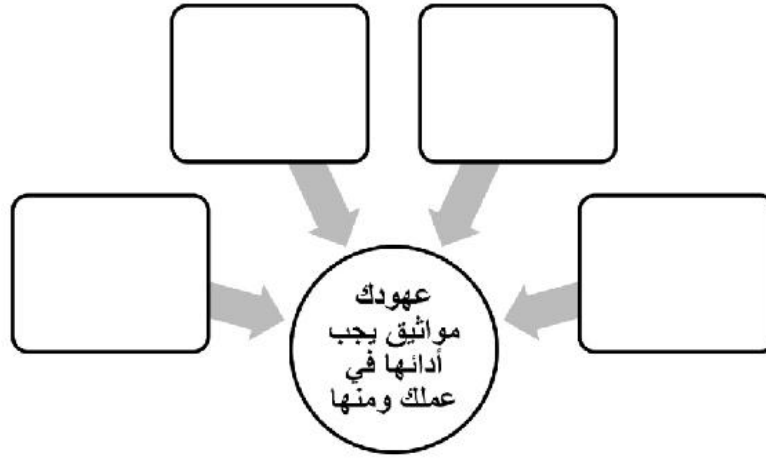 عهودك
مواثيق يجب
أدائها في
عملك ومنها